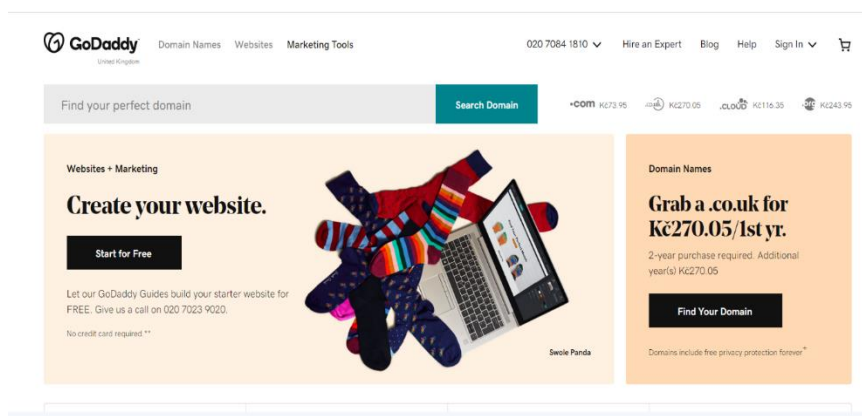 GoDaddy
United Kingdom
Domain Names Websites Marketing Tools
020 7084 1810 Hire an Expert Blog Help Sign In
Find your perfect domain
Search Domain
.com Kč73.95 .co.uk Kč270.05 .CLOUD Kč116.35 .org Kč243.95
Websites + Marketing
Create your website.
Start for Free
Let our GoDaddy Guides build your starter website for
FREE. Give us a call on 020 7023 9020.
No credit card required.**
Swole Panda
Domain Names
Grab a .co.uk for
Kč270.05/1st yr.
2-year purchase required. Additional
year(s) Kč270.05
Find Your Domain
Domains include free privacy protection forever*